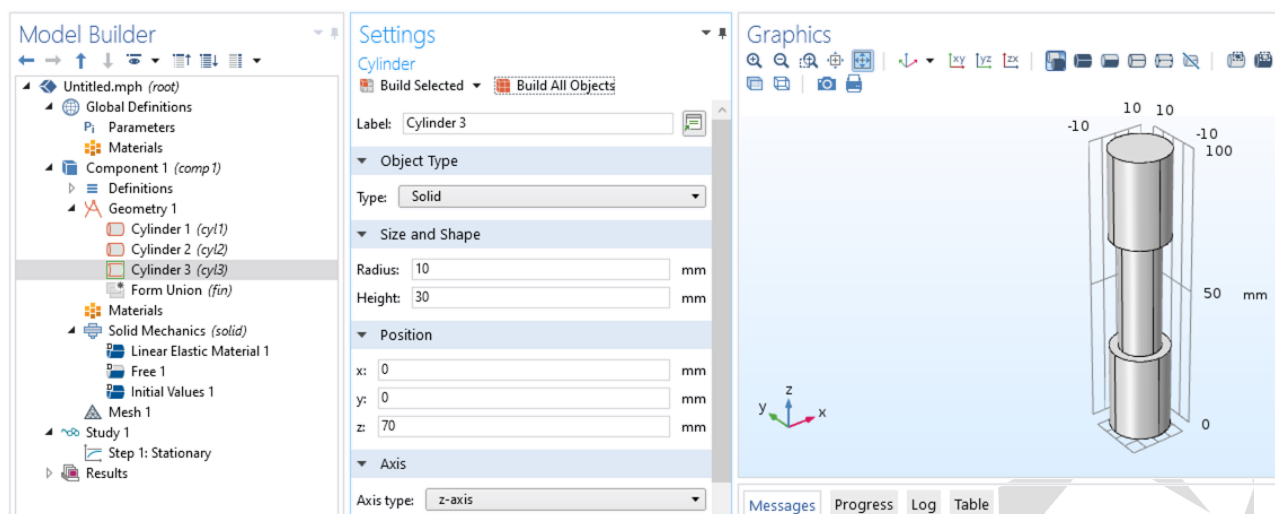 Model Builder
Untitled.mph (root)
Global Definitions
Pi Parameters
Materials
Component 1 (comp1)
Definitions
Geometry 1
Cylinder 1 (cyl1)
Cylinder 2 (cyl2)
Cylinder 3 (cyl3)
Form Union (fin)
Materials
Solid Mechanics (solid)
Linear Elastic Material 1
Free 1
Initial Values 1
Mesh 1
Study 1
Step 1: Stationary
Results
Settings
Cylinder
Build Selected
Build All Objects
Label: Cylinder 3
Object Type
Type: Solid
Size and Shape
Radius: 10 mm
Height: 30 mm
Position
x: 0 mm
y: 0 mm
z: 70 mm
Axis
Axis type: z-axis
Graphics
xy yz zx
10 10
-10 -10
100
50 mm
0
z
y x
Messages Progress Log Table